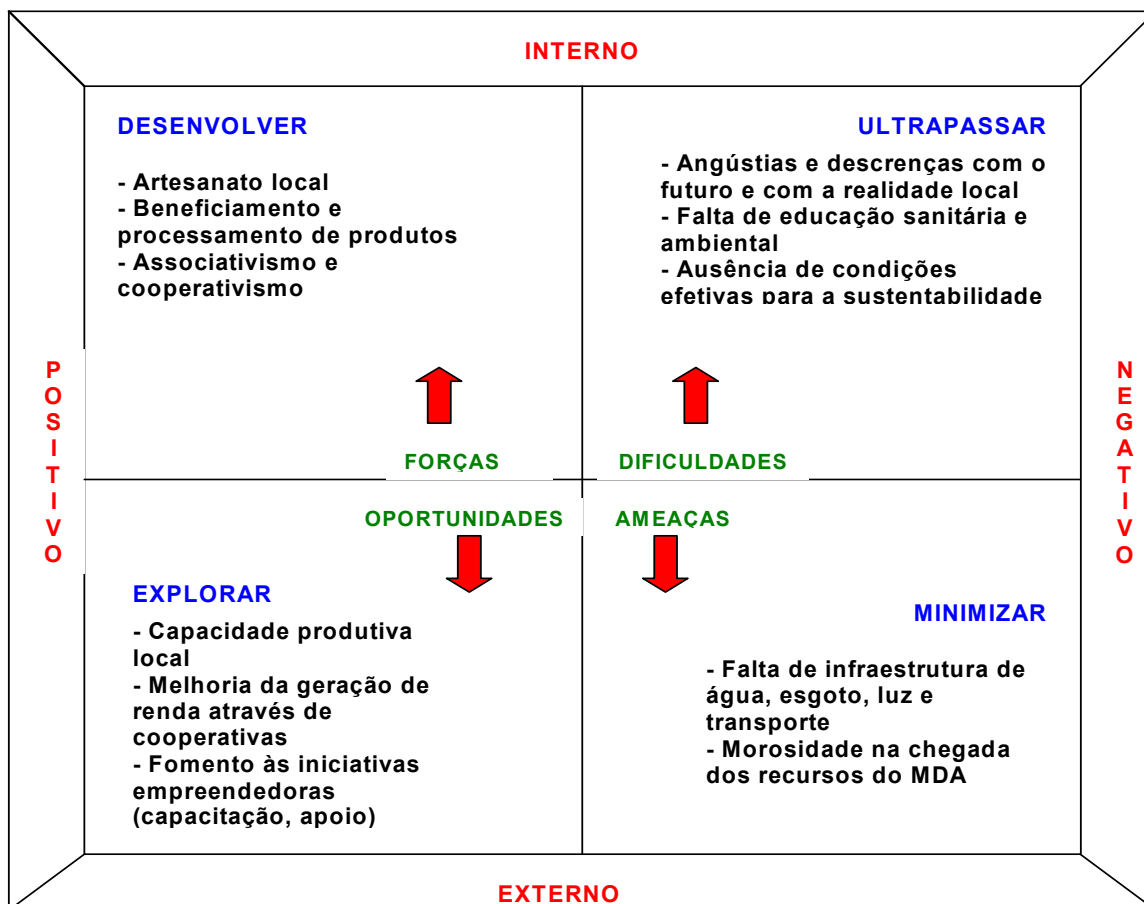 INTERNO
DESENVOLVER
- Artesanato local
- Beneficiamento e
processamento de produtos
- Associativismo e
cooperativismo
ULTRAPASSAR
- Angústias e descrenças com o
futuro e com a realidade local
- Falta de educação sanitária e
ambiental
- Ausência de condições
efetivas para a sustentabilidade
POSITIVO
NEGATIVO
FORÇAS
DIFICULDADES
OPORTUNIDADES
AMEAÇAS
EXPLORAR
- Capacidade produtiva
local
- Melhoria da geração de
renda através de
cooperativas
- Fomento às iniciativas
empreendedoras
(capacitação, apoio)
MINIMIZAR
- Falta de infraestrutura de
água, esgoto, luz e
transporte
- Morosidade na chegada
dos recursos do MDA
EXTERNO